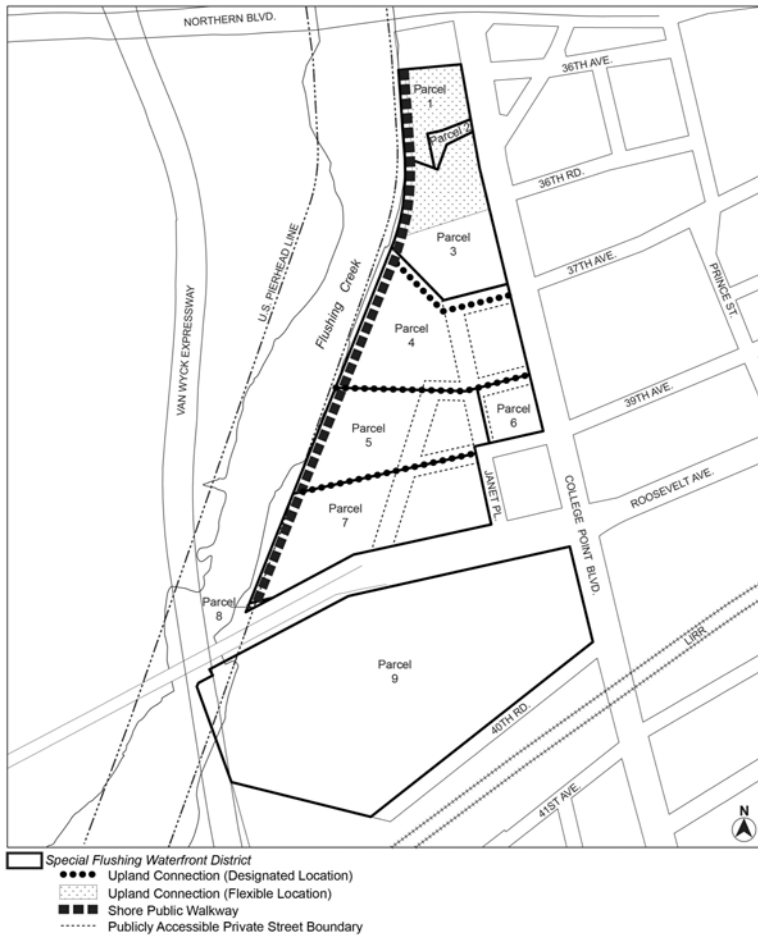 NORTHERN BLVD.
36TH AVE.
Parcel
1
Parcel 2
36TH RD.
Parcel
3
37TH AVE.
PRINCE ST.
U.S. PIERHEAD LINE
VAN WYCK EXPRESSWAY
Flushing Creek
Parcel
4
39TH AVE.
Parcel
6
Parcel
5
JANET PL.
COLLEGE POINT BLVD.
ROOSEVELT AVE.
Parcel
7
Parcel
8
Parcel
9
LIRR
40TH RD.
41ST AVE.
N
Special Flushing Waterfront District
Upland Connection (Designated Location)
Upland Connection (Flexible Location)
Shore Public Walkway
Publicly Accessible Private Street Boundary